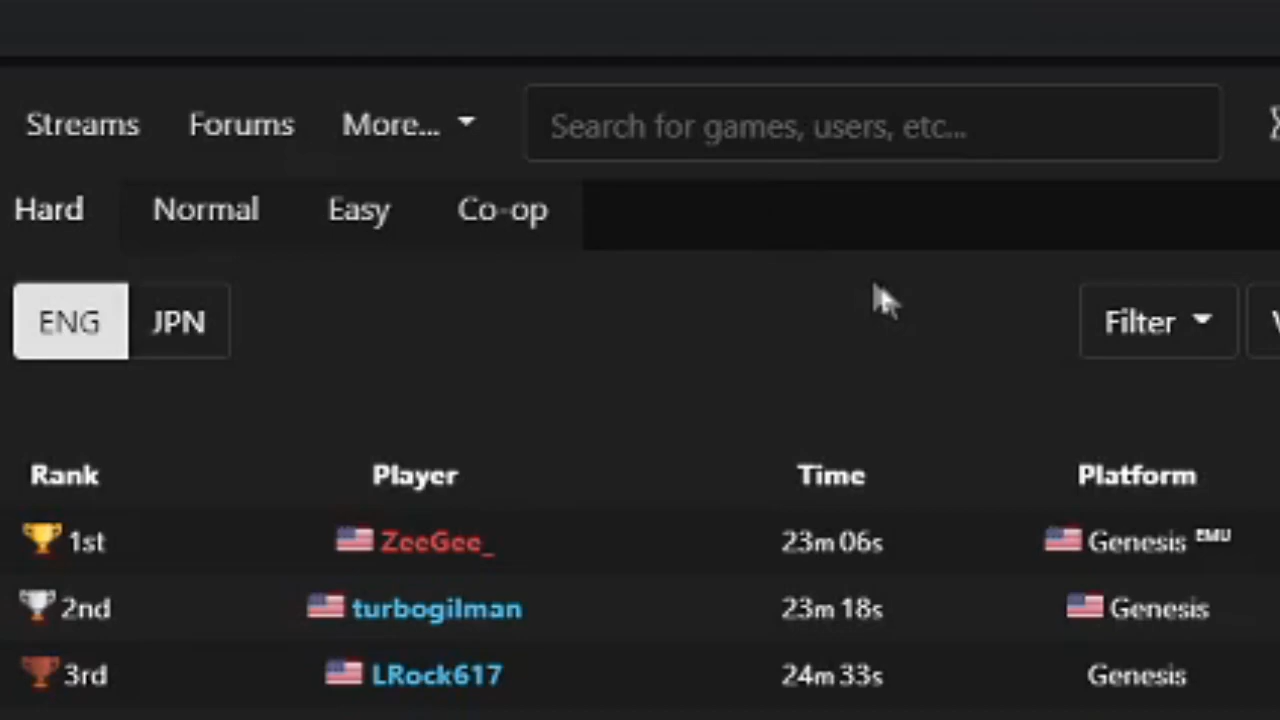 Streams Forums More... Search for games, users, etc...
Hard Normal Easy Co-op
ENG JPN Filter
Rank Player Time Platform
1st ZeeGee_ 23m 06s Genesis EMU
2nd turbogilman 23m 18s Genesis
3rd LRock617 24m 33s Genesis